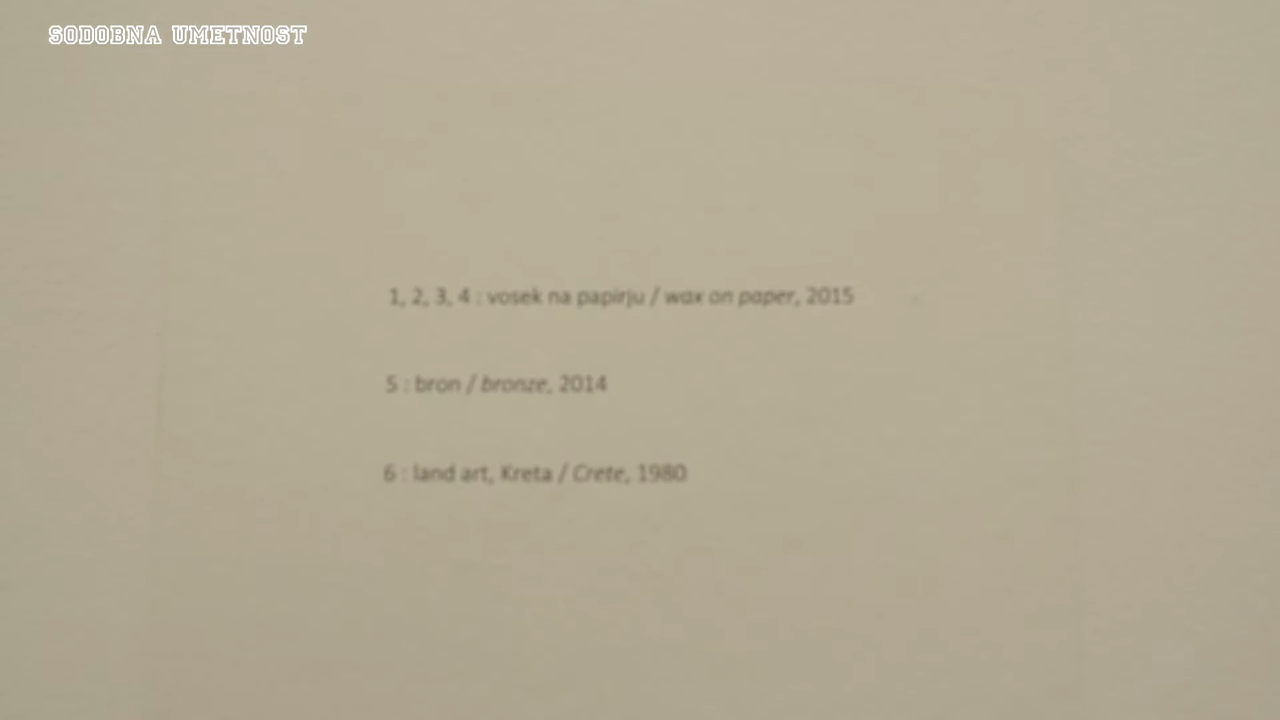 SODOBNA UMETNOST
1, 2, 3, 4 : vosek na papirju / wax on paper, 2015
5 : bron / bronze, 2014
6 : land art, Kreta / Crete, 1980